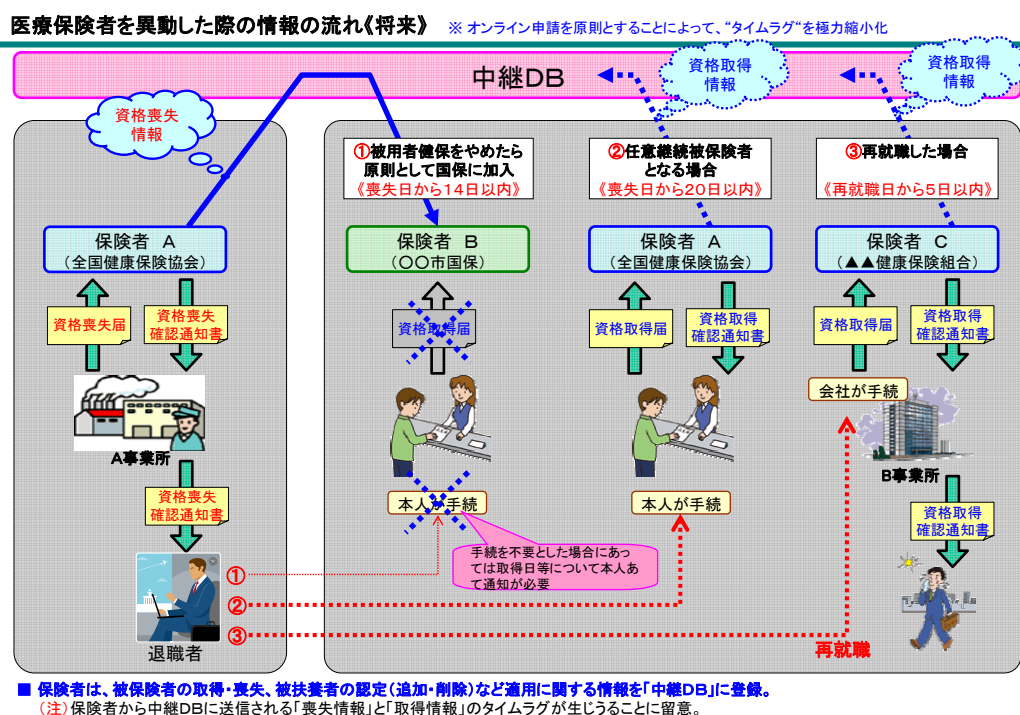 医療保険者を異動した際の情報の流れ《将来》 ※ オンライン申請を原則とすることによって、“タイムラグ“を極力縮小化
中継DB
資格取得
情報
資格取得
情報
資格喪失
情報
①被用者健保をやめたら
原則として国保に加入
《喪失日から14日以内》
②任意継続被保険者
となる場合
《喪失日から20日以内》
③再就職した場合
《再就職日から5日以内》
保険者 A
(全国健康保険協会)
保険者 B
(〇〇市国保)
保険者 A
(全国健康保険協会)
保険者 C
(▲▲健康保険組合)
資格喪失届
資格喪失
確認通知書
資格取得届
資格取得届
資格取得
確認通知書
資格取得届
資格取得
確認通知書
会社が手続
A事業所
B事業所
資格喪失
確認通知書
本人が手続
本人が手続
資格取得
確認通知書
手続を不要とした場合にあっ
ては取得日等について本人あ
て通知が必要
①
②
③
退職者
再就職
■ 保険者は、被保険者の取得・喪失、被扶養者の認定(追加・削除)など適用に関する情報を「中継DB」に登録。
(注)保険者から中継DBに送信される「喪失情報」と「取得情報」のタイムラグが生じうることに留意。